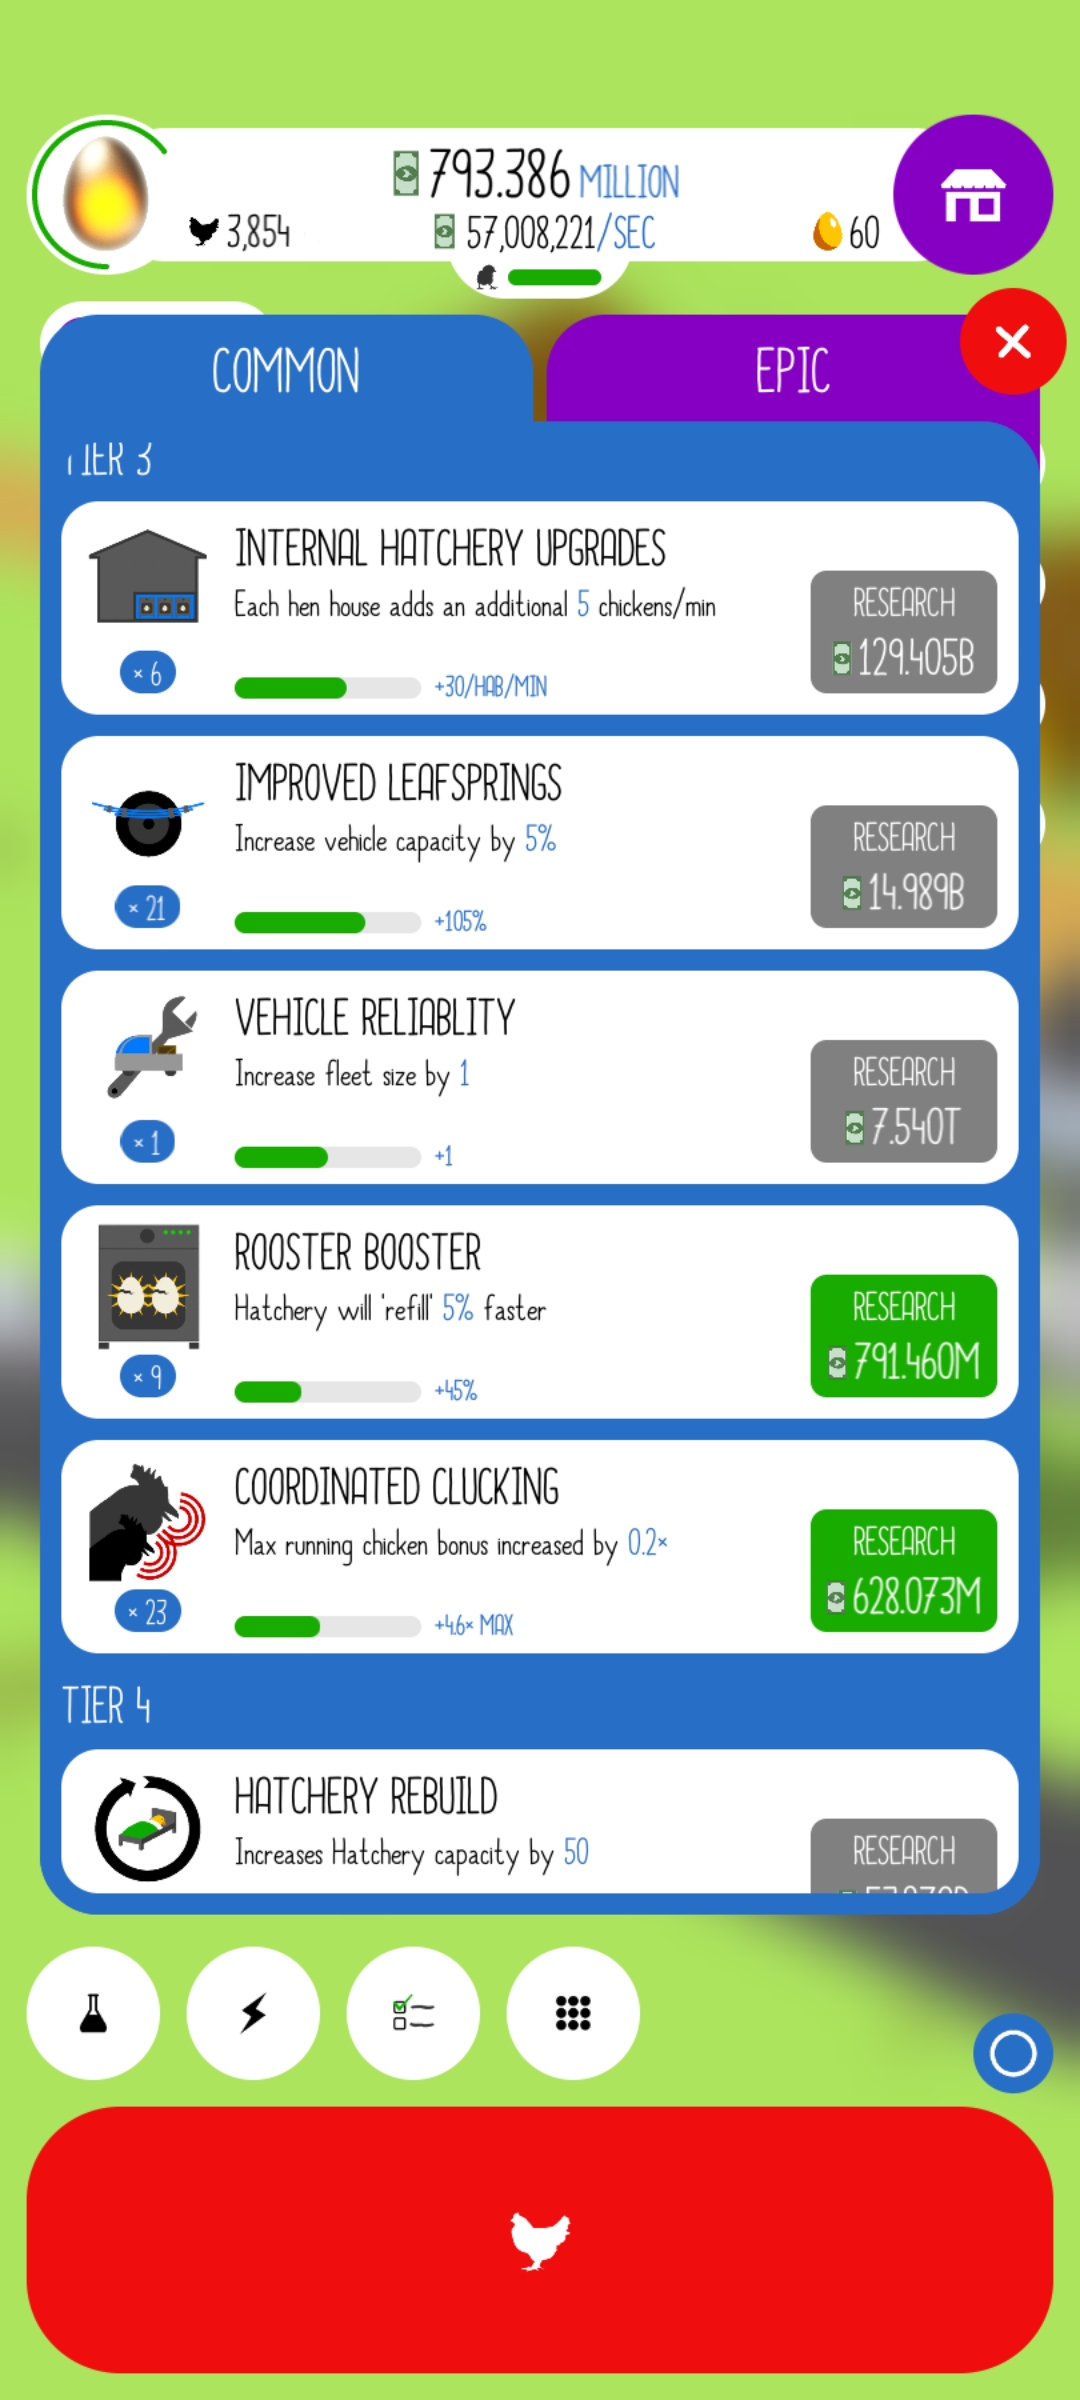 793.386 MILLION
3,854
57,008,221/SEC
60
COMMON
EPIC
TIER 3
INTERNAL HATCHERY UPGRADES
Each hen house adds an additional 5 chickens/min
RESEARCH
129.405B
× 6
+30/HAB/MIN
IMPROVED LEAFSPRINGS
Increase vehicle capacity by 5%
RESEARCH
14.989B
× 21
+105%
VEHICLE RELIABLITY
Increase fleet size by 1
RESEARCH
7.540T
× 1
+1
ROOSTER BOOSTER
Hatchery will 'refill' 5% faster
RESEARCH
791.460M
× 9
+45%
COORDINATED CLUCKING
Max running chicken bonus increased by 0.2×
RESEARCH
628.073M
× 23
+4.6× MAX
TIER 4
HATCHERY REBUILD
Increases Hatchery capacity by 50
RESEARCH